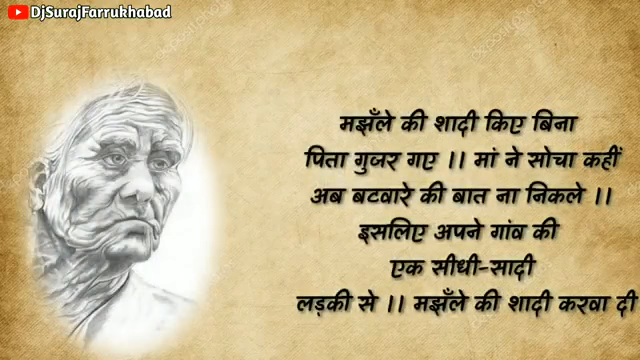 DjSurajFarrukhabad
मझँले की शादी किए बिना
पिता गुजर गए ।। मां ने सोचा कहीं
अब बटवारे की बात ना निकले ।।
इसलिए अपने गांव की
एक सीधी-सादी
लड़की से ।। मझँले की शादी करवा दी